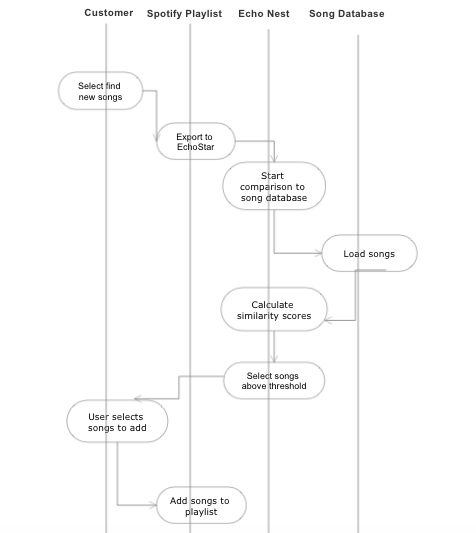 Customer Spotify Playlist Echo Nest Song Database
Select find
new songs
Export to
EchoStar
Start
comparison to
song database
Load songs
Calculate
similarity scores
Select songs
above threshold
User selects
songs to add
Add songs to
playlist